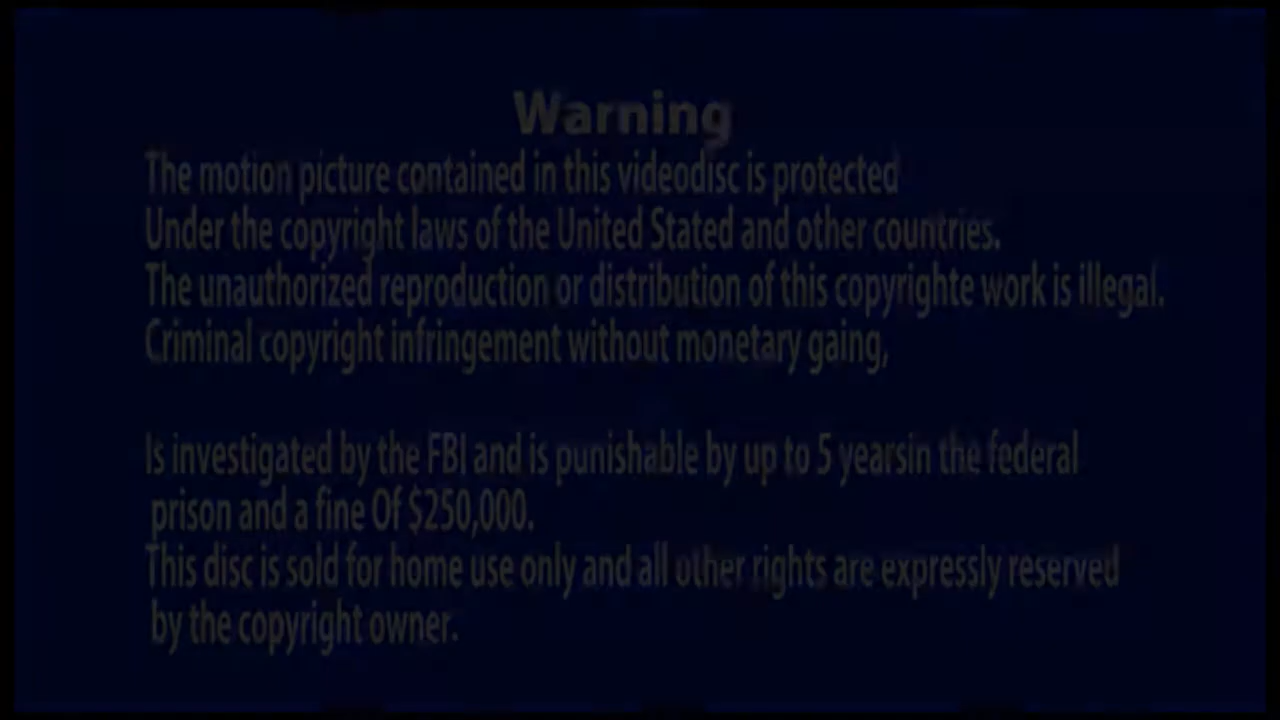 Warning
The motion picture contained in this videodisc is protected
Under the copyright laws of the United Stated and other countries.
The unauthorized reproduction or distribution of this copyrighte work is illegal.
Criminal copyright infringement without monetary gaing,
Is investigated by the FBI and is punishable by up to 5 yearsin the federal
prison and a fine Of $250,000.
This disc is sold for home use only and all other rights are expressly reserved
by the copyright owner.